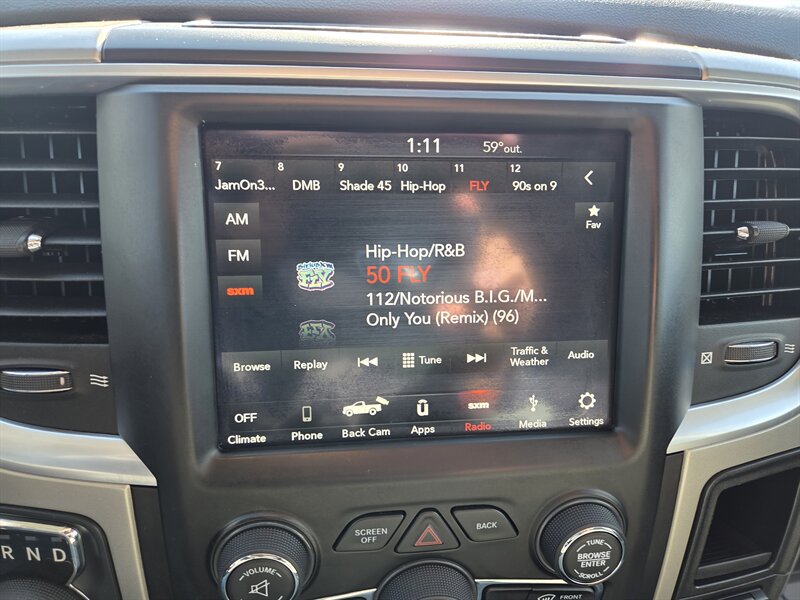 1:11 59°out.
7 8 9 10 11 12
JamOn3... DMB Shade 45 Hip-Hop FLY 90s on 9
AM
Fav
FM
Hip-Hop/R&B
sxm
SiriusXM FLY
50 FLY
112/Notorious B.I.G./M...
Only You (Remix) (96)
Browse Replay Tune Traffic & Weather Audio
OFF sxm
Climate Phone Back Cam Apps Radio Media Settings
SCREEN OFF
BACK
R N D
VOLUME
TUNE
BROWSE
ENTER
SCROLL
FRONT